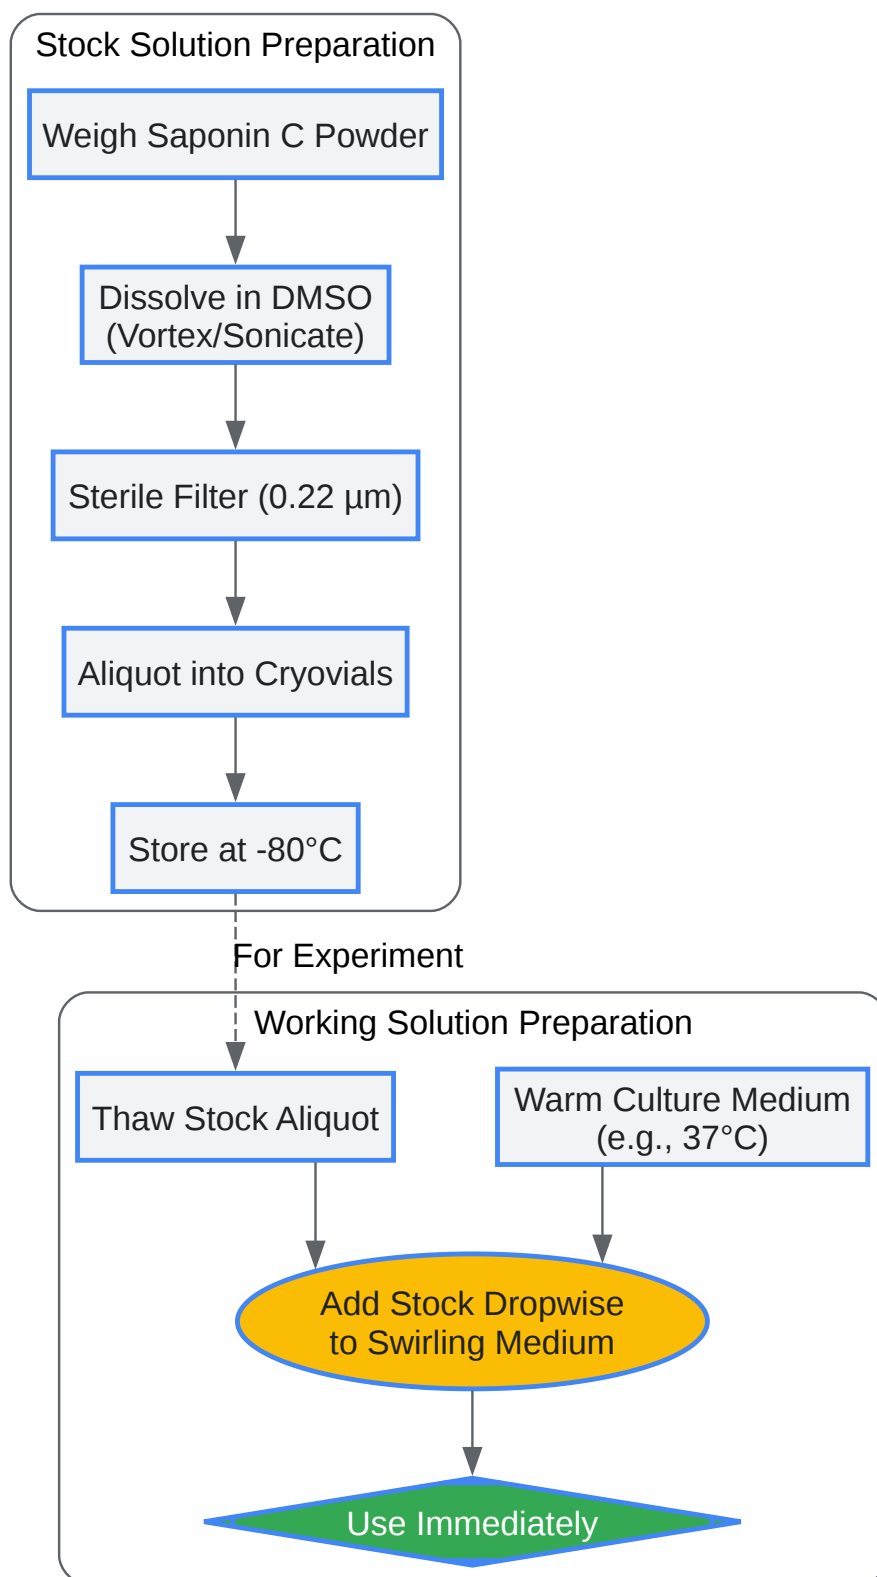 Stock Solution Preparation
Weigh Saponin C Powder
Dissolve in DMSO
(Vortex/Sonicate)
Sterile Filter (0.22 µm)
Aliquot into Cryovials
Store at -80°C
For Experiment
Working Solution Preparation
Thaw Stock Aliquot
Warm Culture Medium
(e.g., 37°C)
Add Stock Dropwise
to Swirling Medium
Use Immediately